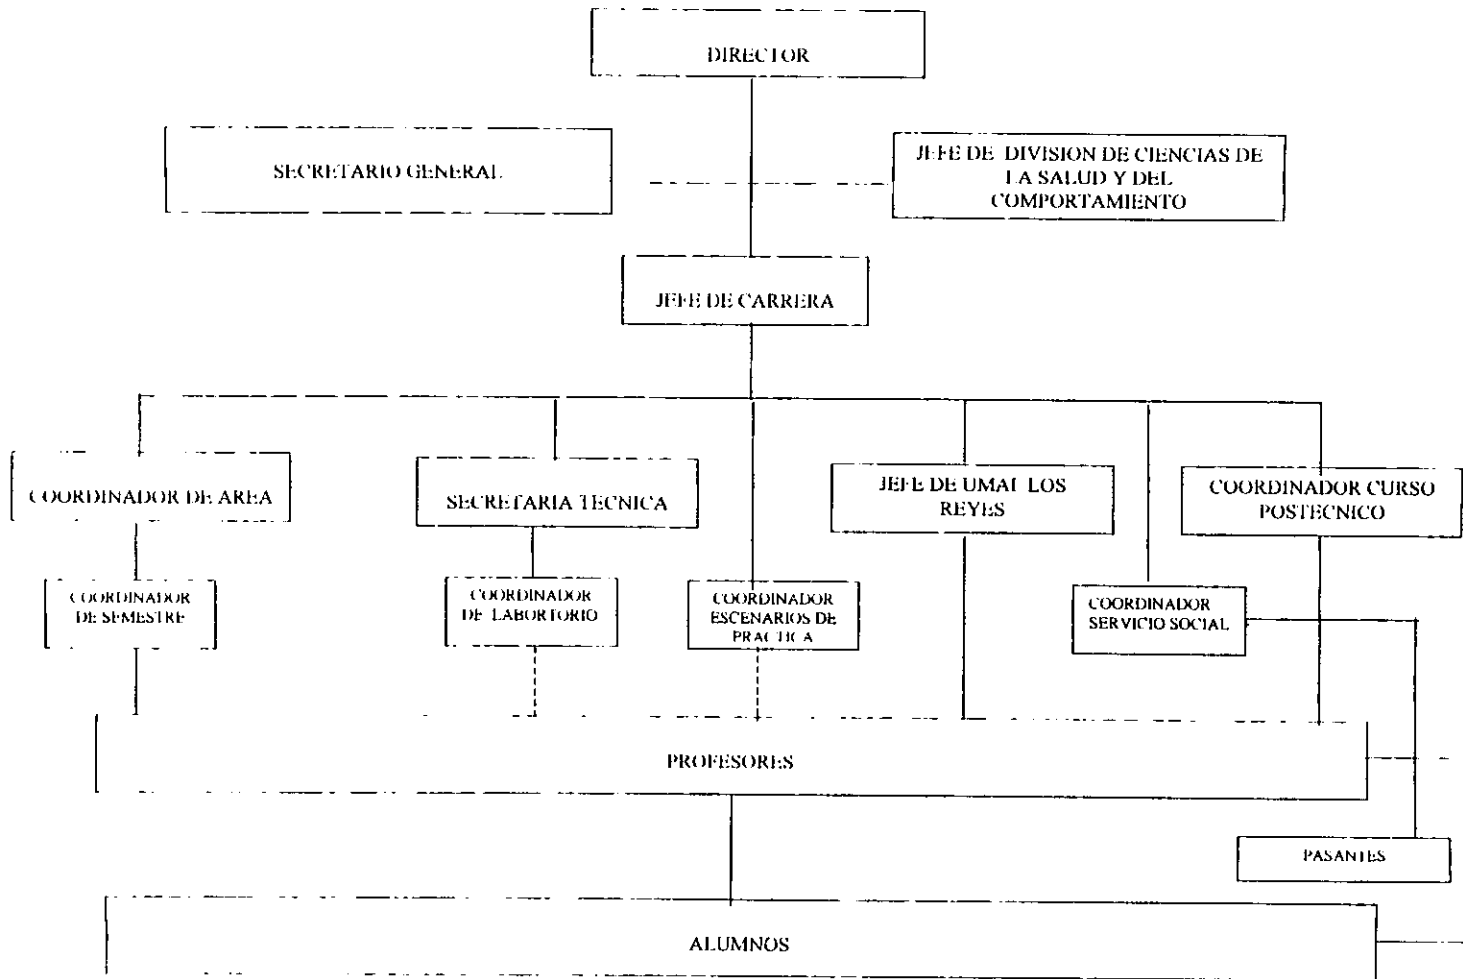 DIRECTOR
SECRETARIO GENERAL
JEFE DE DIVISION DE CIENCIAS DE
LA SALUD Y DEL
COMPORTAMIENTO
JEFE DE CARRERA
COORDINADOR DE AREA
SECRETARIA TECNICA
JEFE DE UMAI LOS
REYES
COORDINADOR CURSO
POSTECNICO
COORDINADOR
DE SEMESTRE
COORDINADOR
DE LABORTORIO
COORDINADOR
ESCENARIOS DE
PRACTICA
COORDINADOR
SERVICIO SOCIAL
PROFESORES
PASANTES
ALUMNOS